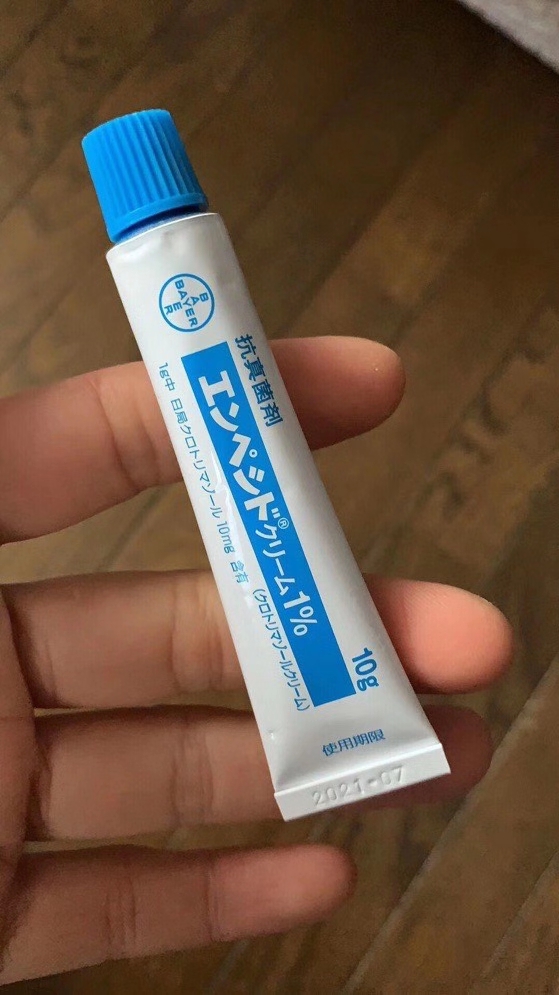 BAYER
BAYER
抗真菌剤
エンペシド®クリーム1%
(クロトリマゾールクリーム)
1g中 日局クロトリマゾール 10mg 含有
10g
使用期限
2021-07